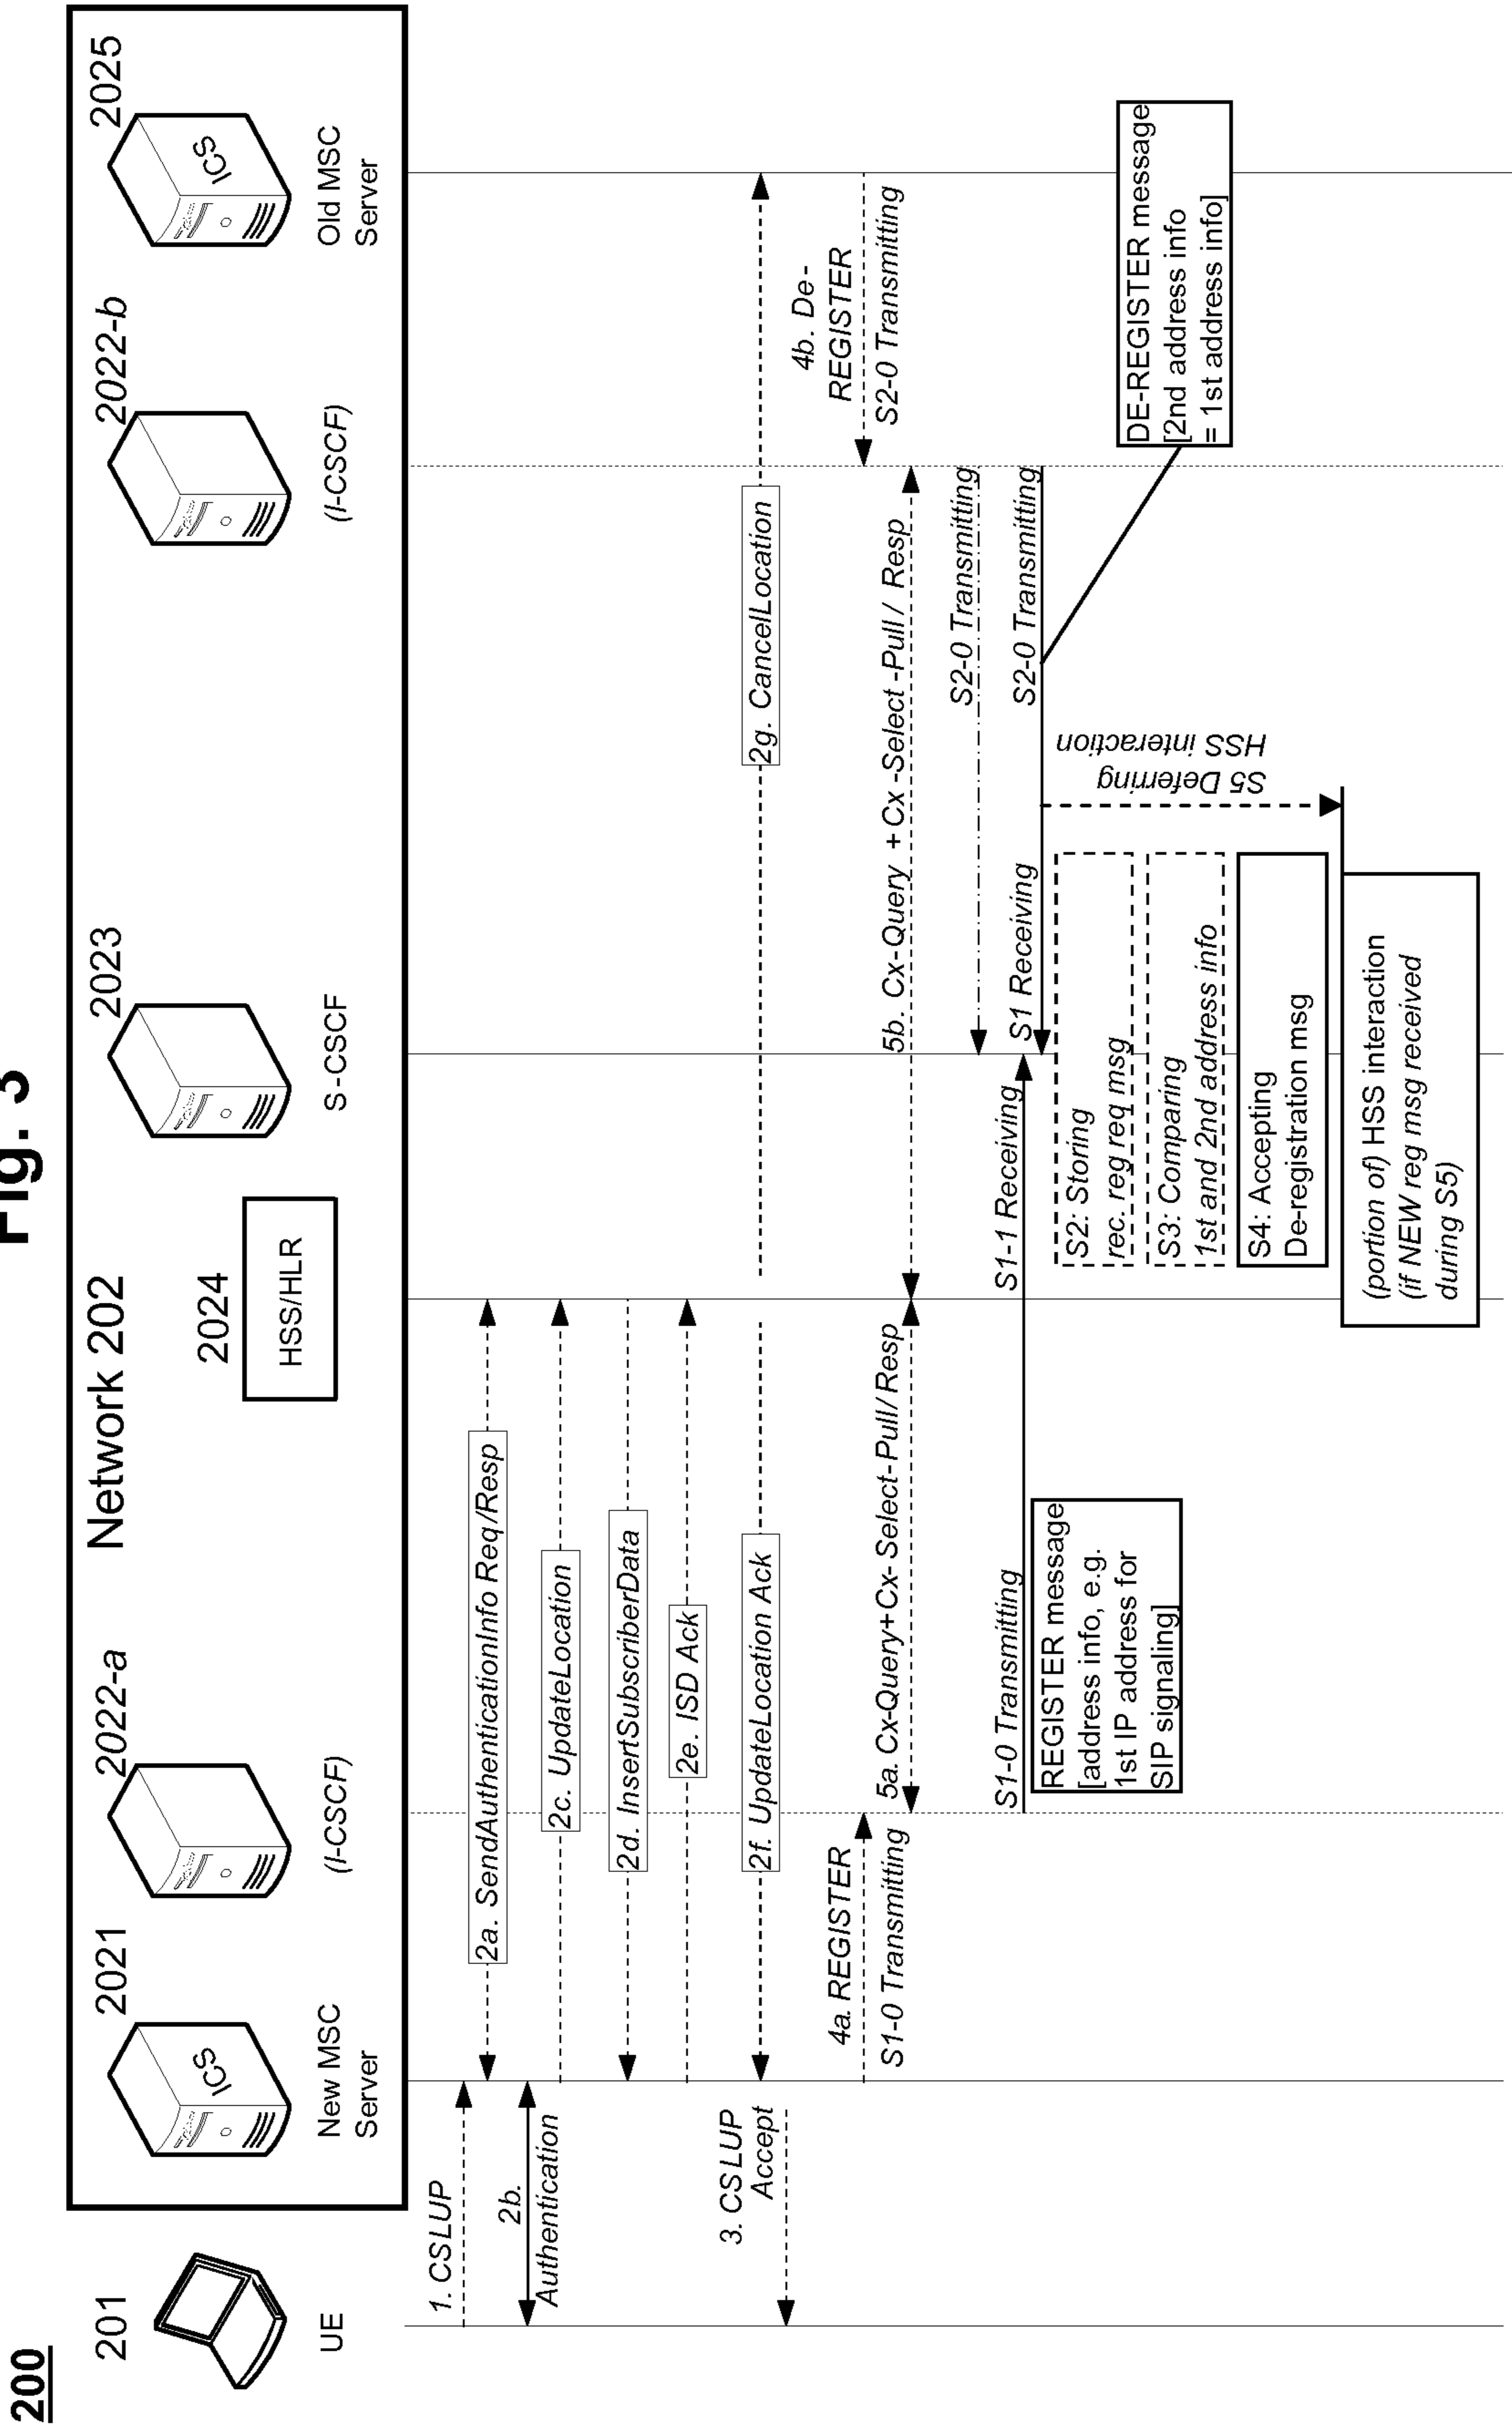 Fig. 3
200
Network 202
201
UE
2021
ICS
New MSC
Server
2022-a
(I-CSCF)
2024
HSS/HLR
2023
S-CSCF
2022-b
(I-CSCF)
2025
ICS
Old MSC
Server
1. CSLUP
2a. SendAuthenticationInfo Req/Resp
2b.
Authentication
2c. UpdateLocation
2d. InsertSubscriberData
2e. ISD Ack
2f. UpdateLocation Ack
2g. CancelLocation
3. CSLUP
Accept
4a. REGISTER
S1-0 Transmitting
4b. De-
REGISTER
S2-0 Transmitting
5a. Cx-Query+Cx-Select-Pull/Resp
5b. Cx-Query +Cx-Select-Pull / Resp
S2-0 Transmitting
S1-0 Transmitting
S1-1 Receiving
S1 Receiving
S2-0 Transmitting
REGISTER message
[address info, e.g.
1st IP address for
SIP signaling]
DE-REGISTER message
[2nd address info
= 1st address info]
S5 Deferring
HSS interaction
S2: Storing
rec. reg req msg
S3: Comparing
1st and 2nd address info
S4: Accepting
De-registration msg
(portion of) HSS interaction
(if NEW reg msg received
during S5)